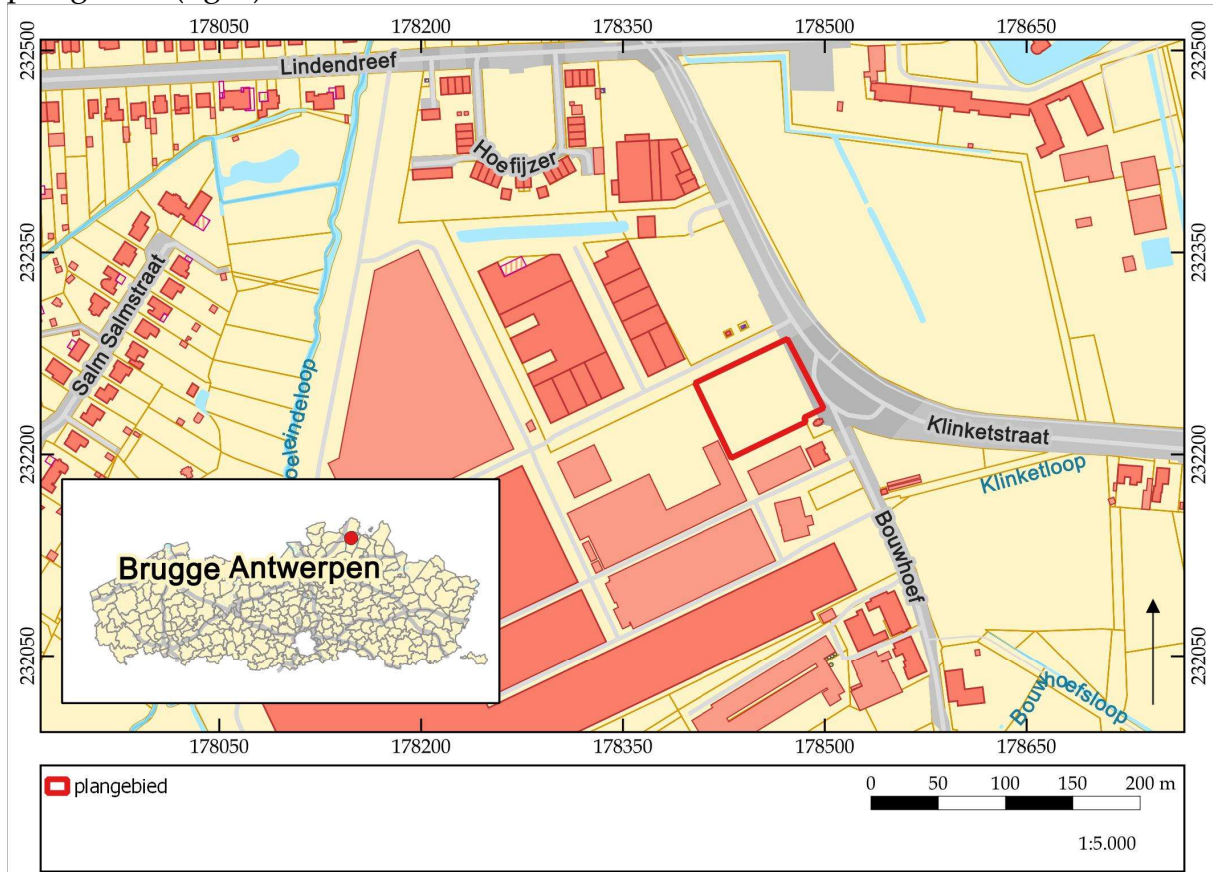 178050 178200 178350 178500 178650
232500
232500
Lindendreef
Hoefijzer
232350
232350
Salm Salmstraat
oeleindeloop
Klinketstraat
232200
232200
Klinketloop
Bouwhoef
Brugge Antwerpen
232050
232050
Bouwhoefsloop
178050 178200 178350 178500 178650
plangebied
0 50 100 150 200 m
1:5.000